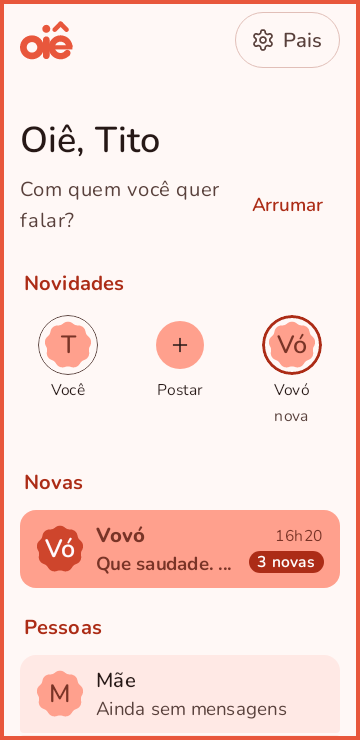 oiê
Pais
Oiê, Tito
Com quem você quer
falar?
Arrumar
Novidades
T
Vó
Você
Postar
Vovó
nova
Novas
Vó
Vovó
16h20
Que saudade. ...
3 novas
Pessoas
M
Mãe
Ainda sem mensagens